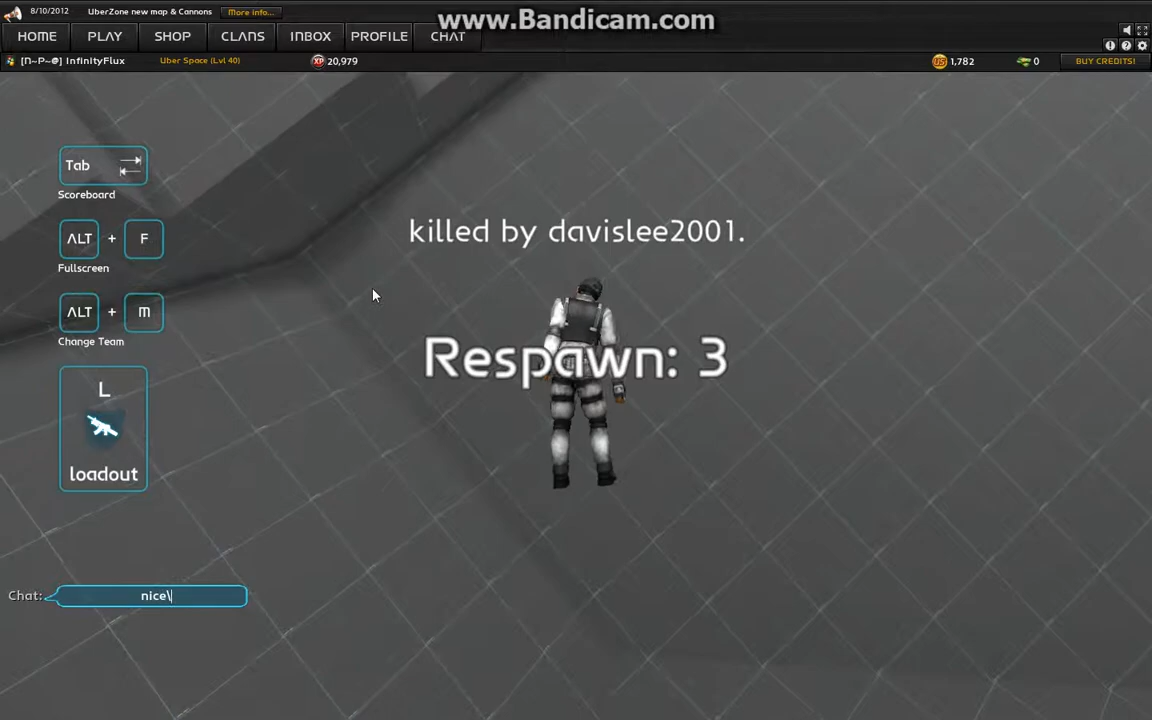 www.Bandicam.com
8/10/2012 UberZone new map & Cannons More info...
HOME PLAY SHOP CLANS INBOX PROFILE CHAT
[Π~P~@] InfinityFlux Uber Space (Lvl 40) XP 20,979 1,782 0 BUY CREDITS!
Tab
Scoreboard
killed by davislee2001.
ALT + F
Fullscreen
ALT + M
Change Team
Respawn: 3
L
loadout
Chat: nice\